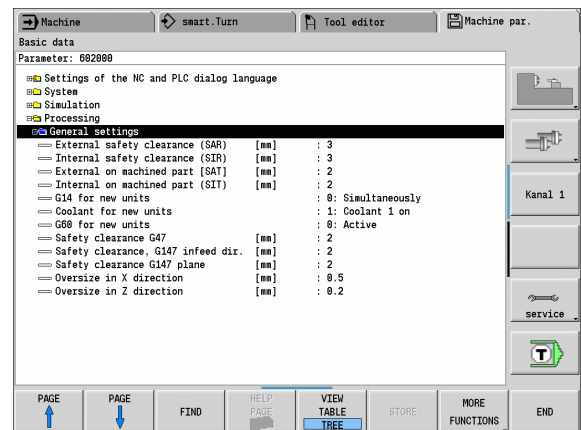 Machine smart.Turn Tool editor Machine par.
Basic data
Parameter: 602000
Settings of the NC and PLC dialog language
System
Simulation
Processing
General settings
External safety clearance (SAR) [mm] : 3
Internal safety clearance (SIR) [mm] : 3
External on machined part [SAT] [mm] : 2
Internal on machined part (SIT) [mm] : 2
G14 for new units : 0: Simultaneously
Coolant for new units : 1: Coolant 1 on
G60 for new units : 0: Active
Safety clearance G47 [mm] : 2
Safety clearance, G147 infeed dir. [mm] : 2
Safety clearance G147 plane [mm] : 2
Oversize in X direction [mm] : 0.5
Oversize in Z direction [mm] : 0.2
Kanal 1
service
T
PAGE PAGE FIND HELP PAGE VIEW TABLE TREE STORE MORE FUNCTIONS END